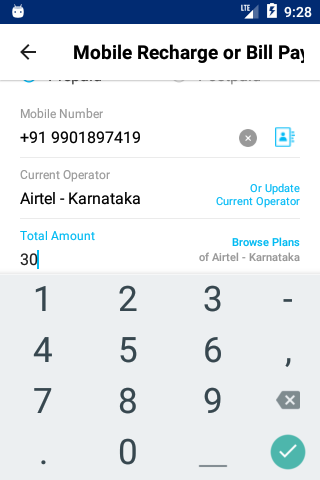 LTE 9:28
Mobile Recharge or Bill Pay
Prepaid Postpaid
Mobile Number
+91 9901897419
Current Operator
Airtel - Karnataka
Or Update
Current Operator
Total Amount
30
Browse Plans
of Airtel - Karnataka
1 2 3 -
4 5 6 ,
7 8 9
. 0 _